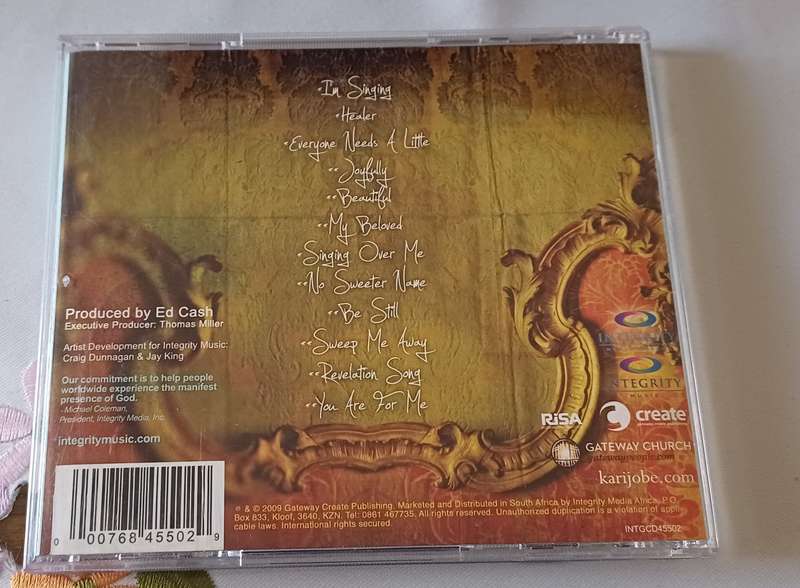 •I'm Singing
•Healer
•Everyone Needs A Little
••Joyfully
••Beautiful
••My Beloved
•Singing Over Me
••No Sweeter Name
••Be Still
••Sweep Me Away
••Revelation Song
••You Are For Me
Produced by Ed Cash
Executive Producer: Thomas Miller
Artist Development for Integrity Music:
Craig Dunnagan & Jay King
Our commitment is to help people
worldwide experience the manifest
presence of God.
- Michael Coleman,
President, Integrity Media, Inc.
integritymusic.com
INTEGRITY
MUSIC
RiSA
create
GATEWAY CHURCH
gatewaypeople.com
karijobe.com
℗ & © 2009 Gateway Create Publishing. Marketed and Distributed in South Africa by Integrity Media Africa, P.O.
Box 833, Kloof, 3640, KZN. Tel: 0861 467735, All rights reserved. Unauthorized duplication is a violation of appli
cable laws. International rights secured.
INTGCD45502
0 00768 45502 9